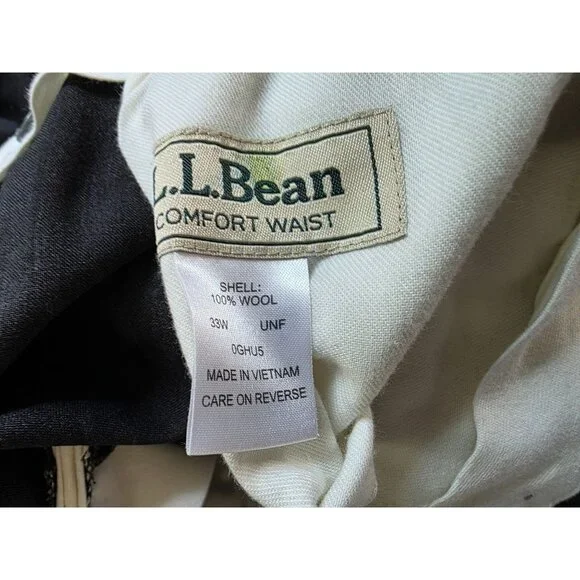 L.L.Bean
COMFORT WAIST
SHELL:
100% WOOL
33W UNF
0GHU5
MADE IN VIETNAM
CARE ON REVERSE